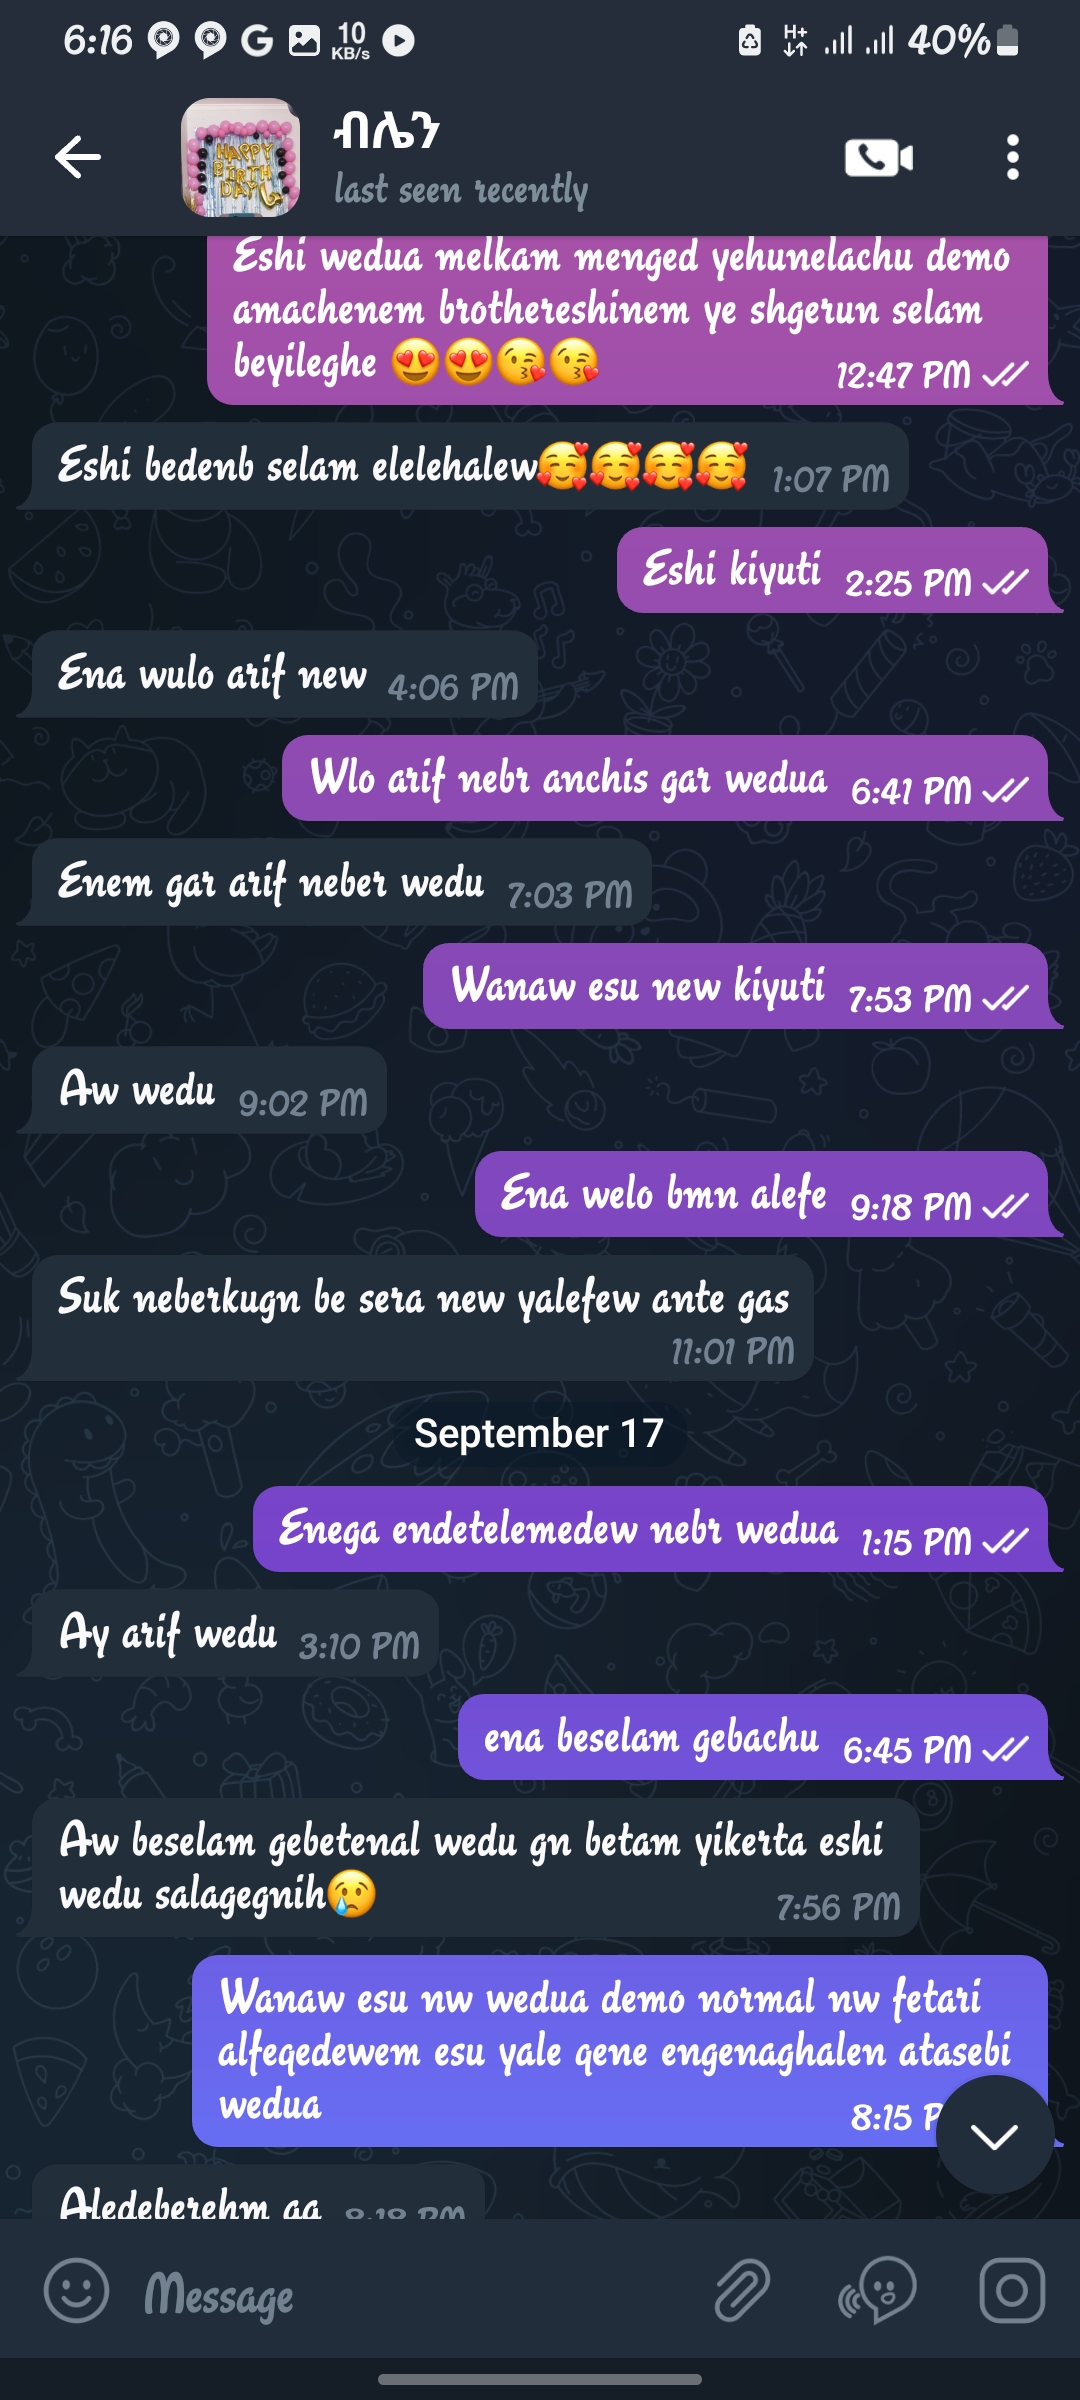 6:16 G 10 KB/s H+ 40%
HAPPY
BIRTH
DAY
ብሌን
last seen recently
Eshi wedua melkam menged yehunelachu demo
amachenem brothereshinem ye shgerun selam
beyileghe 😍😍😘😘 12:47 PM
Eshi bedenb selam elelehalew🥰🥰🥰🥰 1:07 PM
Eshi kiyuti 2:25 PM
Ena wulo arif new 4:06 PM
Wlo arif nebr anchis gar wedua 6:41 PM
Enem gar arif neber wedu 7:03 PM
Wanaw esu new kiyuti 7:53 PM
Aw wedu 9:02 PM
Ena welo bmn alefe 9:18 PM
Suk neberkugn be sera new yalefew ante gas
11:01 PM
September 17
Enega endetelemedew nebr wedua 1:15 PM
Ay arif wedu 3:10 PM
ena beselam gebachu 6:45 PM
Aw beselam gebetenal wedu gn betam yikerta eshi
wedu salagegnih😢 7:56 PM
Wanaw esu nw wedua demo normal nw fetari
alfeqedewem esu yale qene engenaghalen atasebi
wedua 8:15 P
Aledeberehm aa 8:18 PM
Message